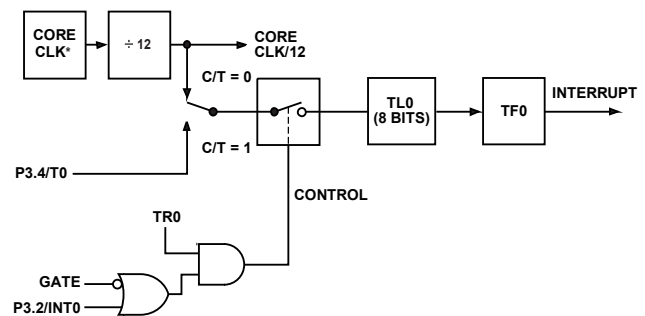 CORE
CLK*
÷ 12
CORE
CLK/12
C/T = 0
C/T = 1
TL0
(8 BITS)
TF0
INTERRUPT
P3.4/T0
CONTROL
TR0
GATE
P3.2/INT0